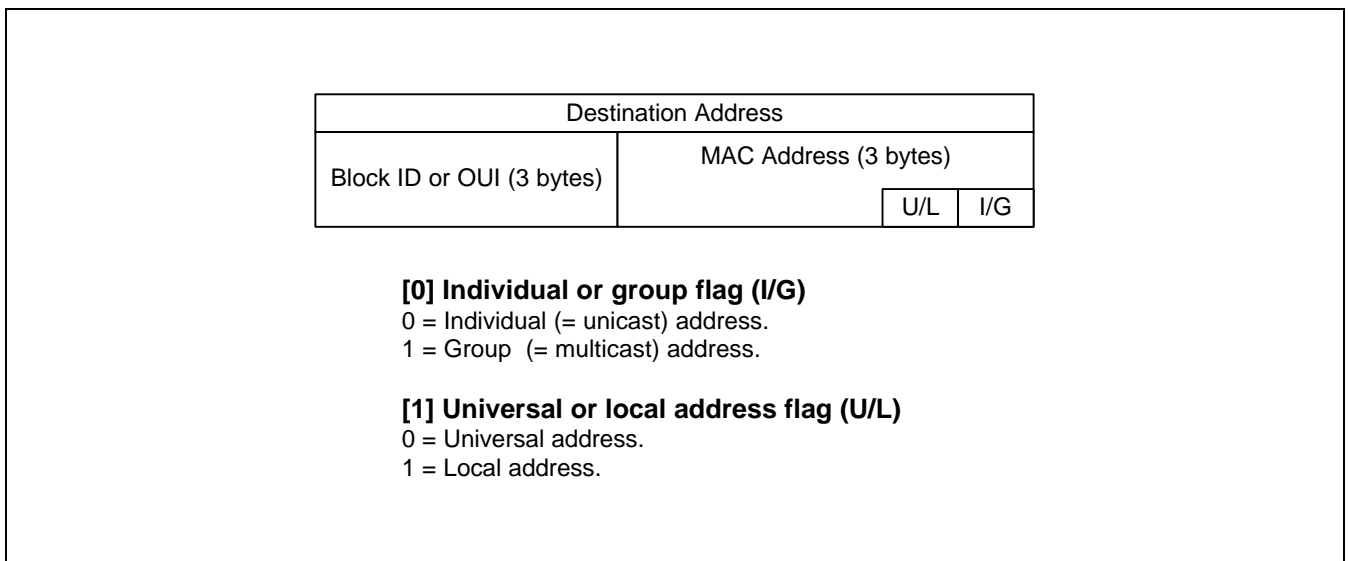 Destination Address
Block ID or OUI (3 bytes)
MAC Address (3 bytes)
U/L
I/G
[0] Individual or group flag (I/G)
0 = Individual (= unicast) address.
1 = Group  (= multicast) address.
[1] Universal or local address flag (U/L)
0 = Universal address.
1 = Local address.